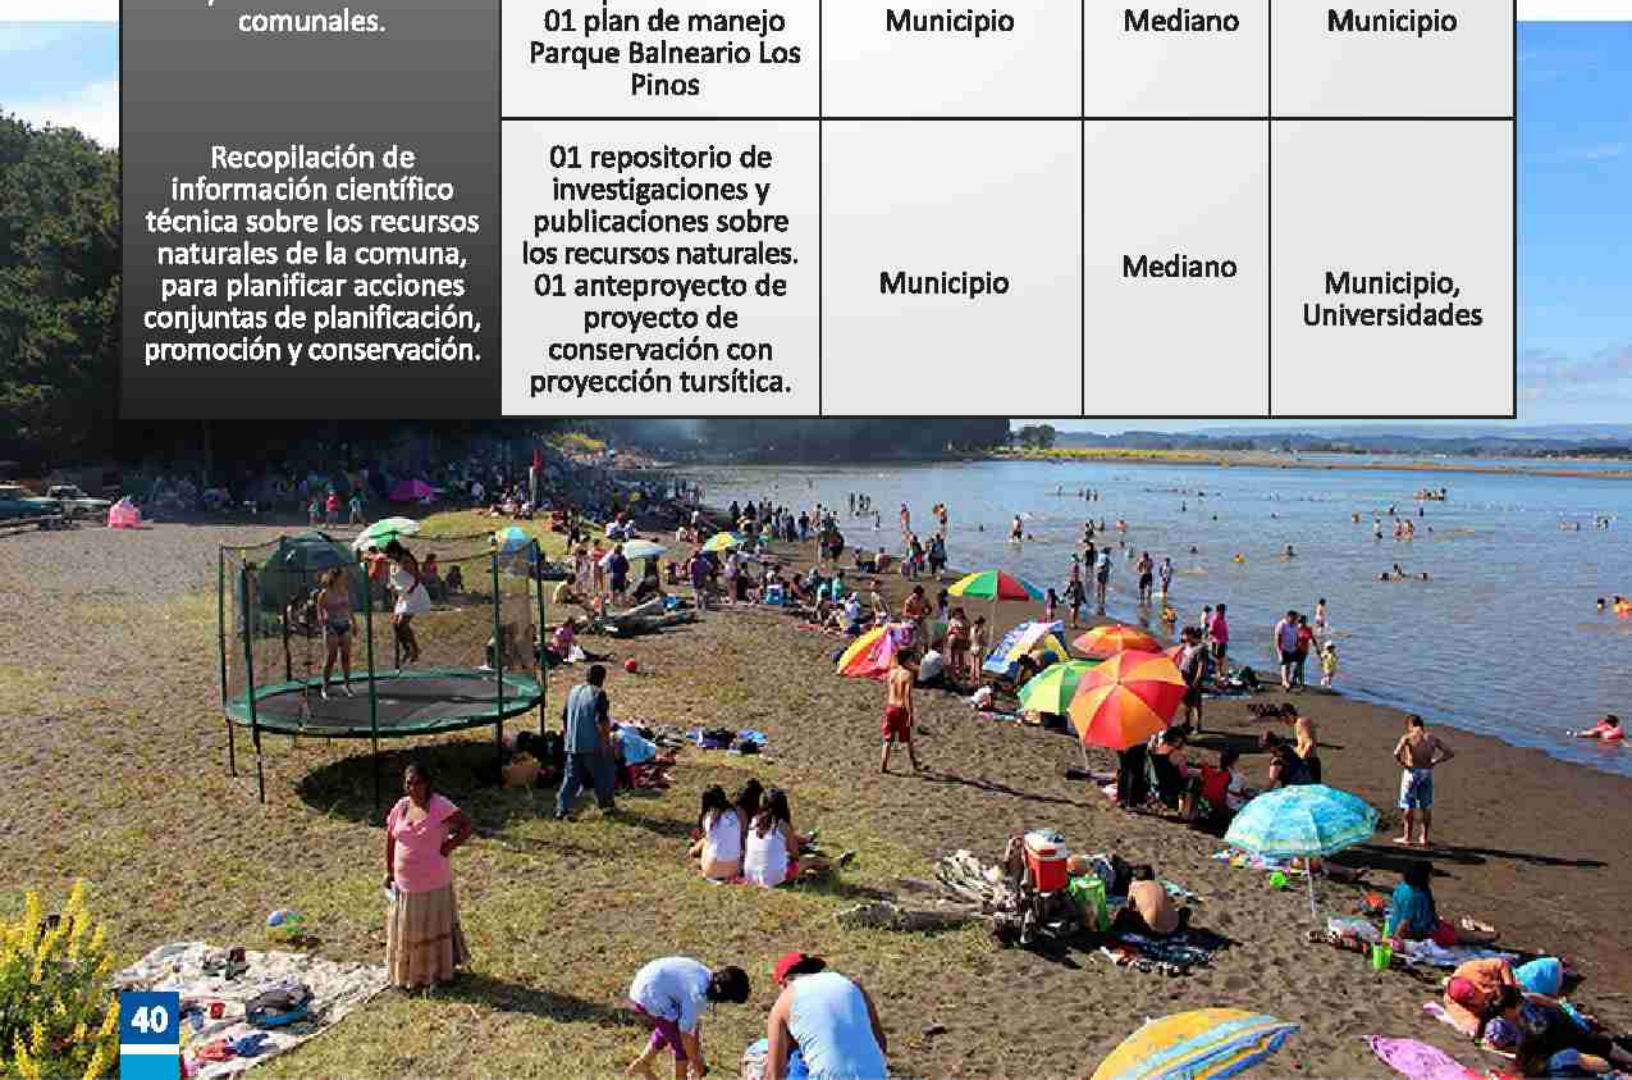 comunales.
01 plan de manejo
Parque Balneario Los
Pinos
Municipio
Mediano
Municipio
Recopilación de
información científico
técnica sobre los recursos
naturales de la comuna,
para planificar acciones
conjuntas de planificación,
promoción y conservación.
01 repositorio de
investigaciones y
publicaciones sobre
los recursos naturales.
01 anteproyecto de
proyecto de
conservación con
proyección tursítica.
Municipio
Mediano
Municipio,
Universidades
40